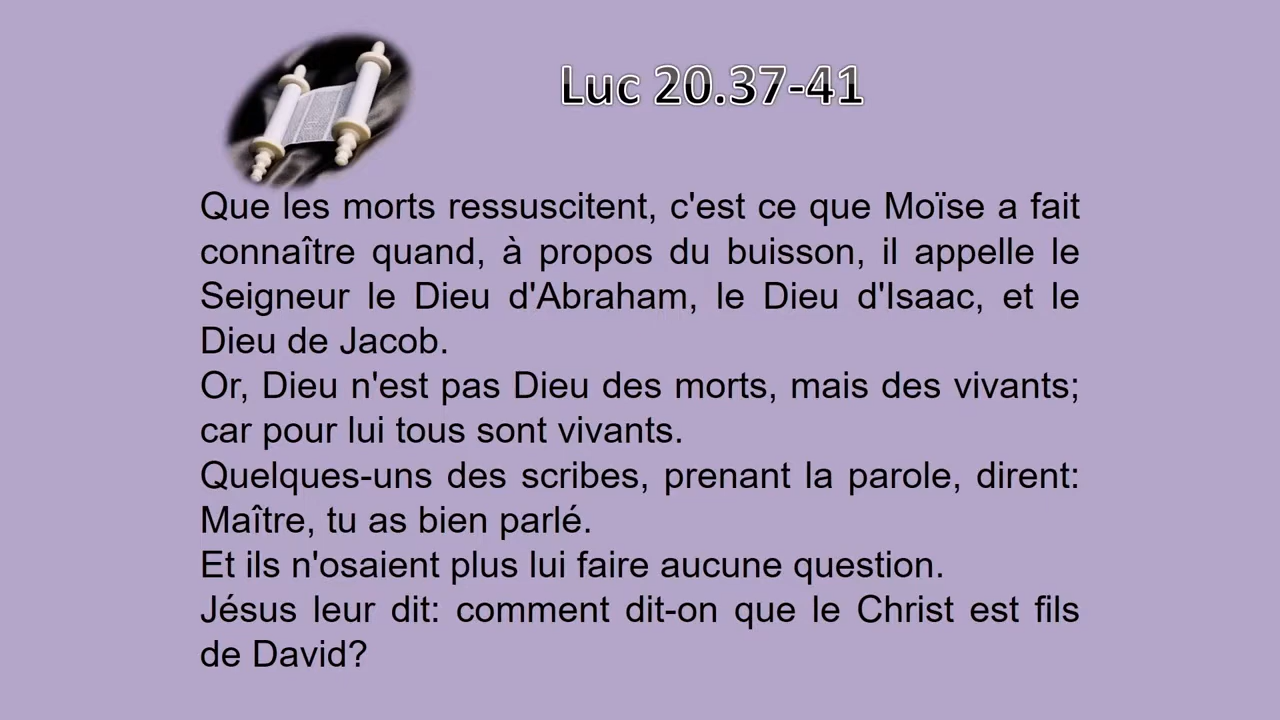 Luc 20.37-41
Que les morts ressuscitent, c'est ce que Moïse a fait
connaître quand, à propos du buisson, il appelle le
Seigneur le Dieu d'Abraham, le Dieu d'Isaac, et le
Dieu de Jacob.
Or, Dieu n'est pas Dieu des morts, mais des vivants;
car pour lui tous sont vivants.
Quelques-uns des scribes, prenant la parole, dirent:
Maître, tu as bien parlé.
Et ils n'osaient plus lui faire aucune question.
Jésus leur dit: comment dit-on que le Christ est fils
de David?